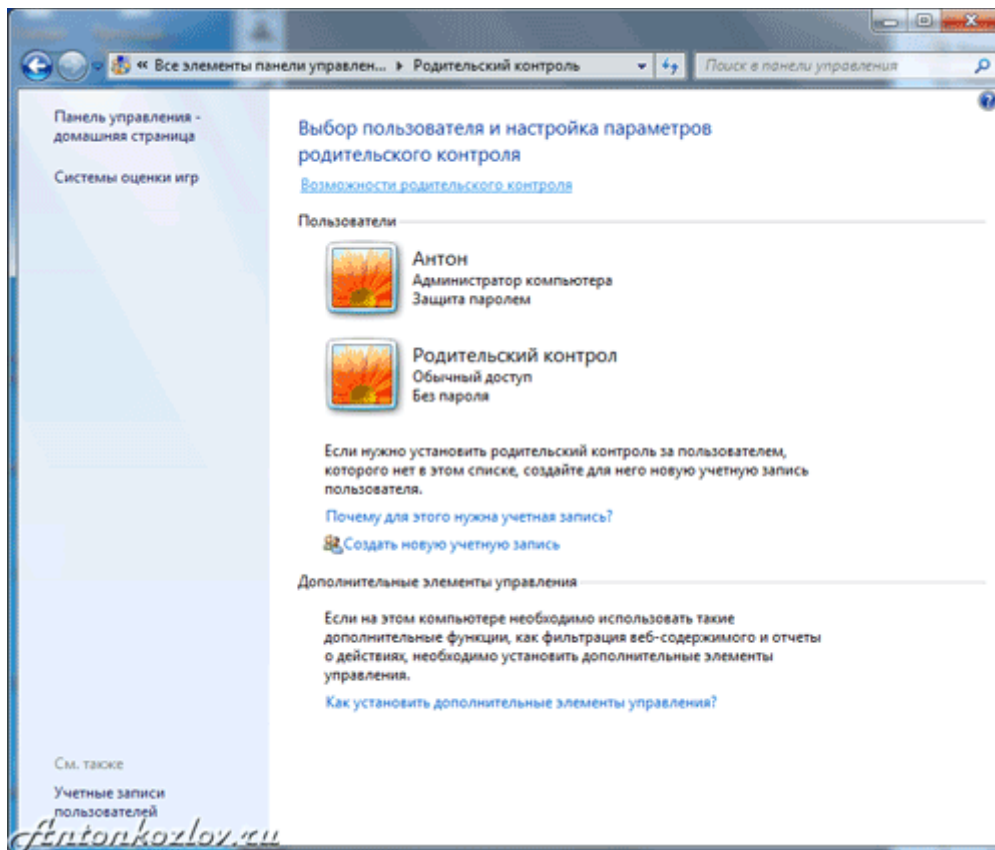 « Все элементы панели управлен... ▸ Родительский контроль
Поиск в панели управления
Панель управления -
домашняя страница
Системы оценки игр
Выбор пользователя и настройка параметров
родительского контроля
Возможности родительского контроля
Пользователи
Антон
Администратор компьютера
Защита паролем
Родительский контрол
Обычный доступ
Без пароля
Если нужно установить родительский контроль за пользователем,
которого нет в этом списке, создайте для него новую учетную запись
пользователя.
Почему для этого нужна учетная запись?
Создать новую учетную запись
Дополнительные элементы управления
Если на этом компьютере необходимо использовать такие
дополнительные функции, как фильтрация веб-содержимого и отчеты
о действиях, необходимо установить дополнительные элементы
управления.
Как установить дополнительные элементы управления?
См. также
Учетные записи
пользователей
Antonkozlov.ru